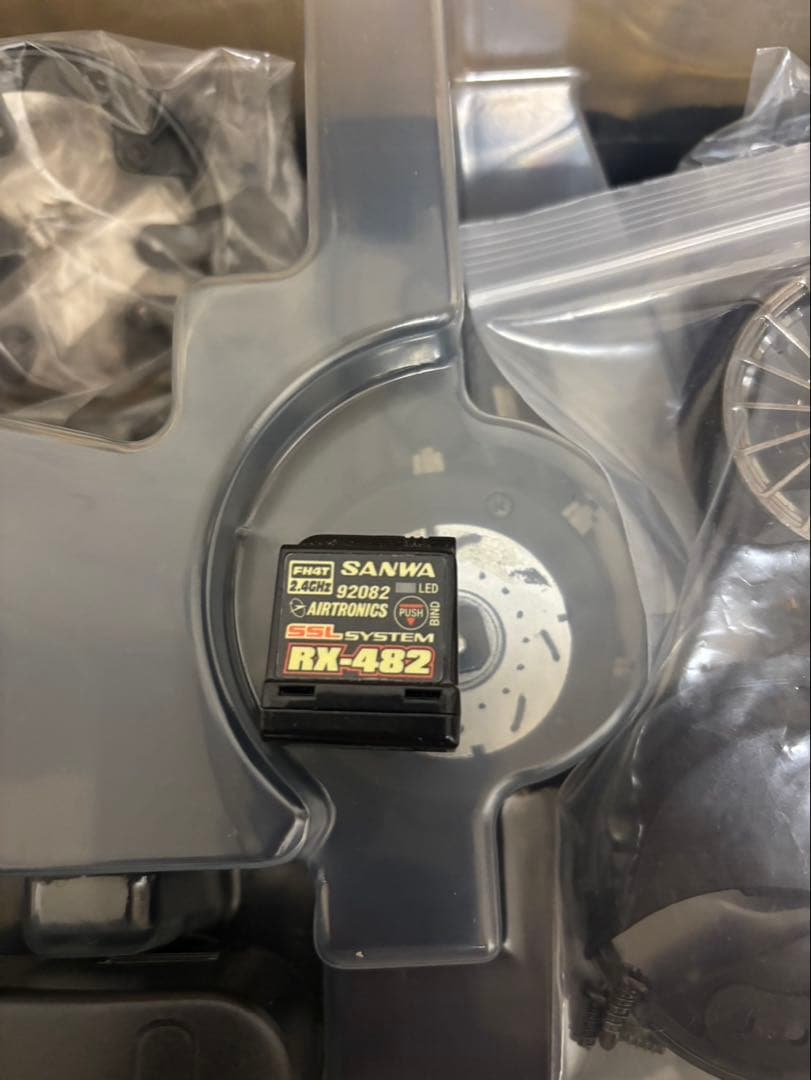 FH4T SANWA
2.4GHz 92082 LED
AIRTRONICS PUSH BIND
SSL SYSTEM
RX-482